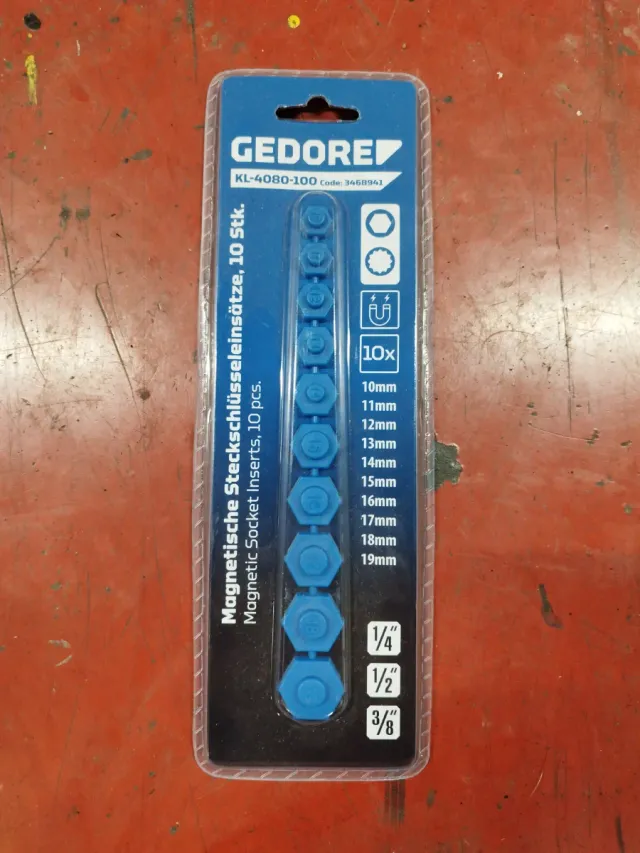 GEDORE
KL-4080-100 Code: 3468941
Magnetische Steckschlüsseleinsätze, 10 Stk.
Magnetic Socket Inserts, 10 pcs.
10x
10mm
11mm
12mm
13mm
14mm
15mm
16mm
17mm
18mm
19mm
1/4"
1/2"
3/8"